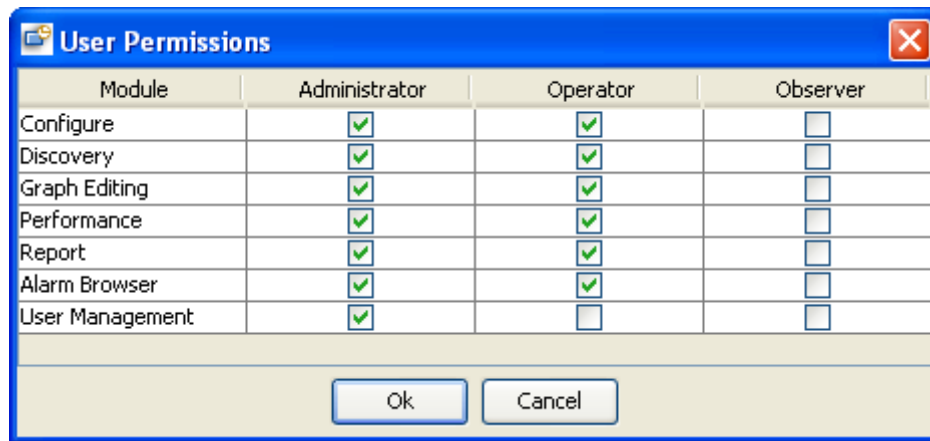 User Permissions
Module Administrator Operator Observer
Configure
Discovery
Graph Editing
Performance
Report
Alarm Browser
User Management
Ok Cancel